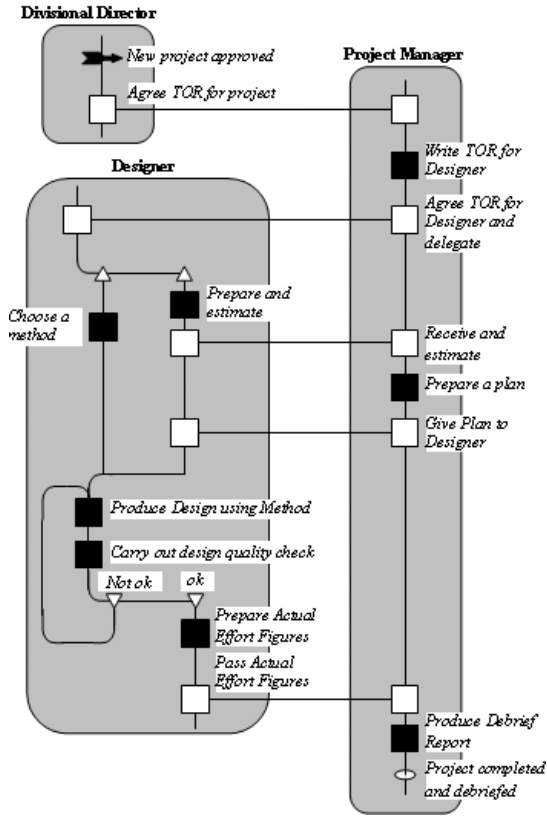 Divisional Director
New project approved
Agree TOR for project
Project Manager
Write TOR for
Designer
Designer
Agree TOR for
Designer and
delegate
Prepare and
estimate
Choose a
method
Receive and
estimate
Prepare a plan
Give Plan to
Designer
Produce Design using Method
Carry out design quality check
Not ok
ok
Prepare Actual
Effort Figures
Pass Actual
Effort Figures
Produce Debrief
Report
Project completed
and debriefed